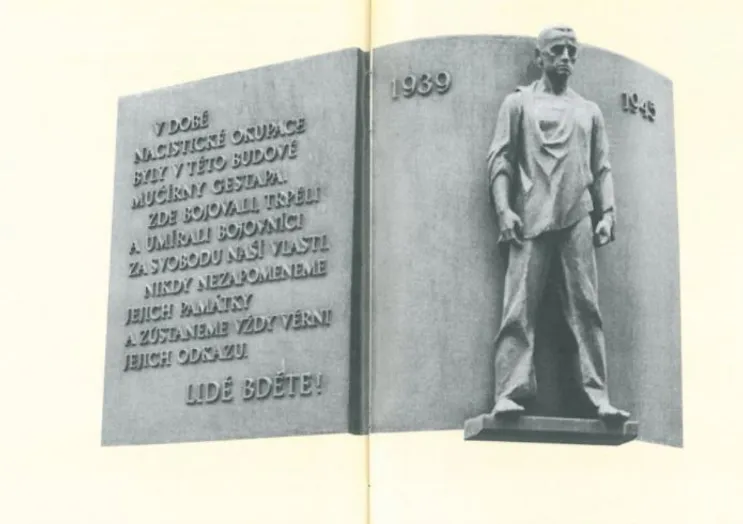 V DOBĚ
NACISTICKÉ OKUPACE
BYLY V TÉTO BUDOVĚ
MUČÍRNY GESTAPA.
ZDE BOJOVALI, TRPĚLI
A UMÍRALI BOJOVNÍCI
ZA SVOBODU NAŠÍ VLASTI.
NIKDY NEZAPOMENEME
JEJICH PAMÁTKY
A ZŮSTANEME VŽDY VĚRNI
JEJICH ODKAZU.
LIDÉ BDĚTE!
1939
1945